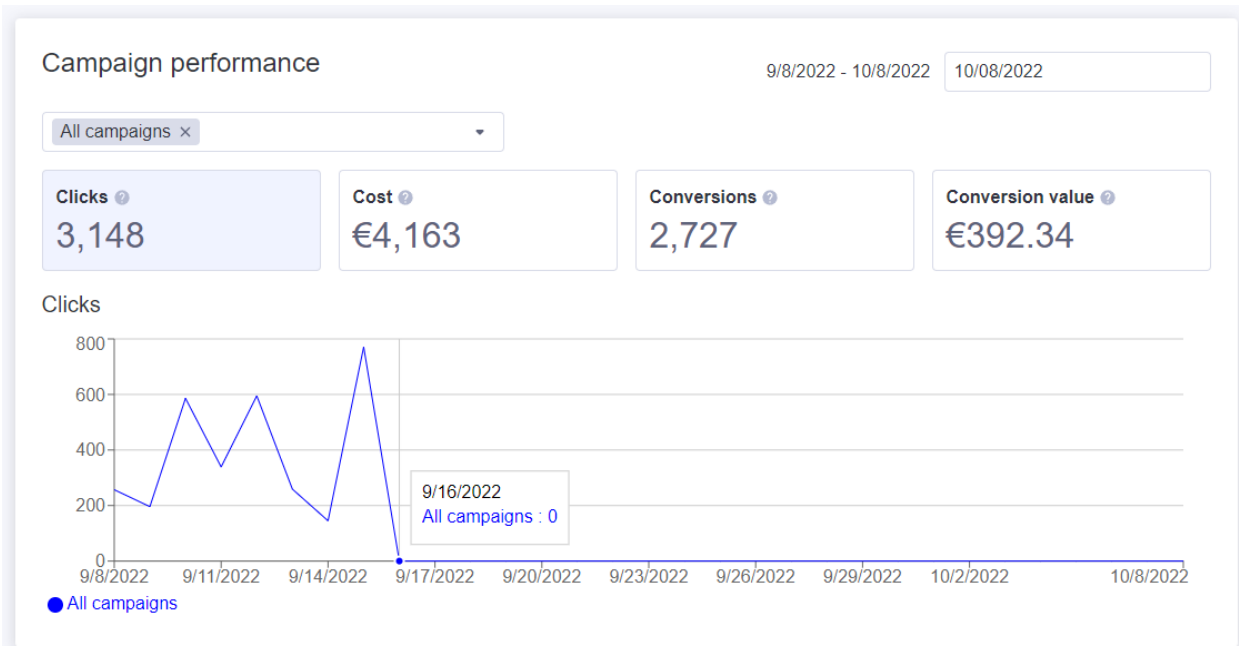 Campaign performance
9/8/2022 - 10/8/2022 10/08/2022
All campaigns ×
Clicks ?
3,148
Cost ?
€4,163
Conversions ?
2,727
Conversion value ?
€392.34
Clicks
800
600
400
200
0
9/16/2022
All campaigns : 0
9/8/2022 9/11/2022 9/14/2022 9/17/2022 9/20/2022 9/23/2022 9/26/2022 9/29/2022 10/2/2022 10/8/2022
All campaigns